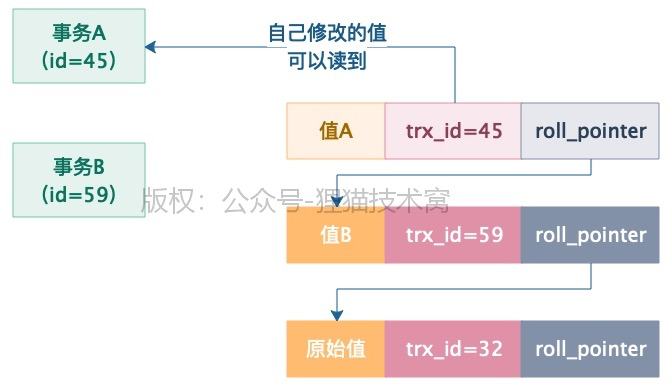 事务A
（id=45）
自己修改的值
可以读到
值A
trx_id=45
roll_pointer
事务B
（id=59）
版权：公众号-狸猫技术窝
值B
trx_id=59
roll_pointer
原始值
trx_id=32
roll_pointer